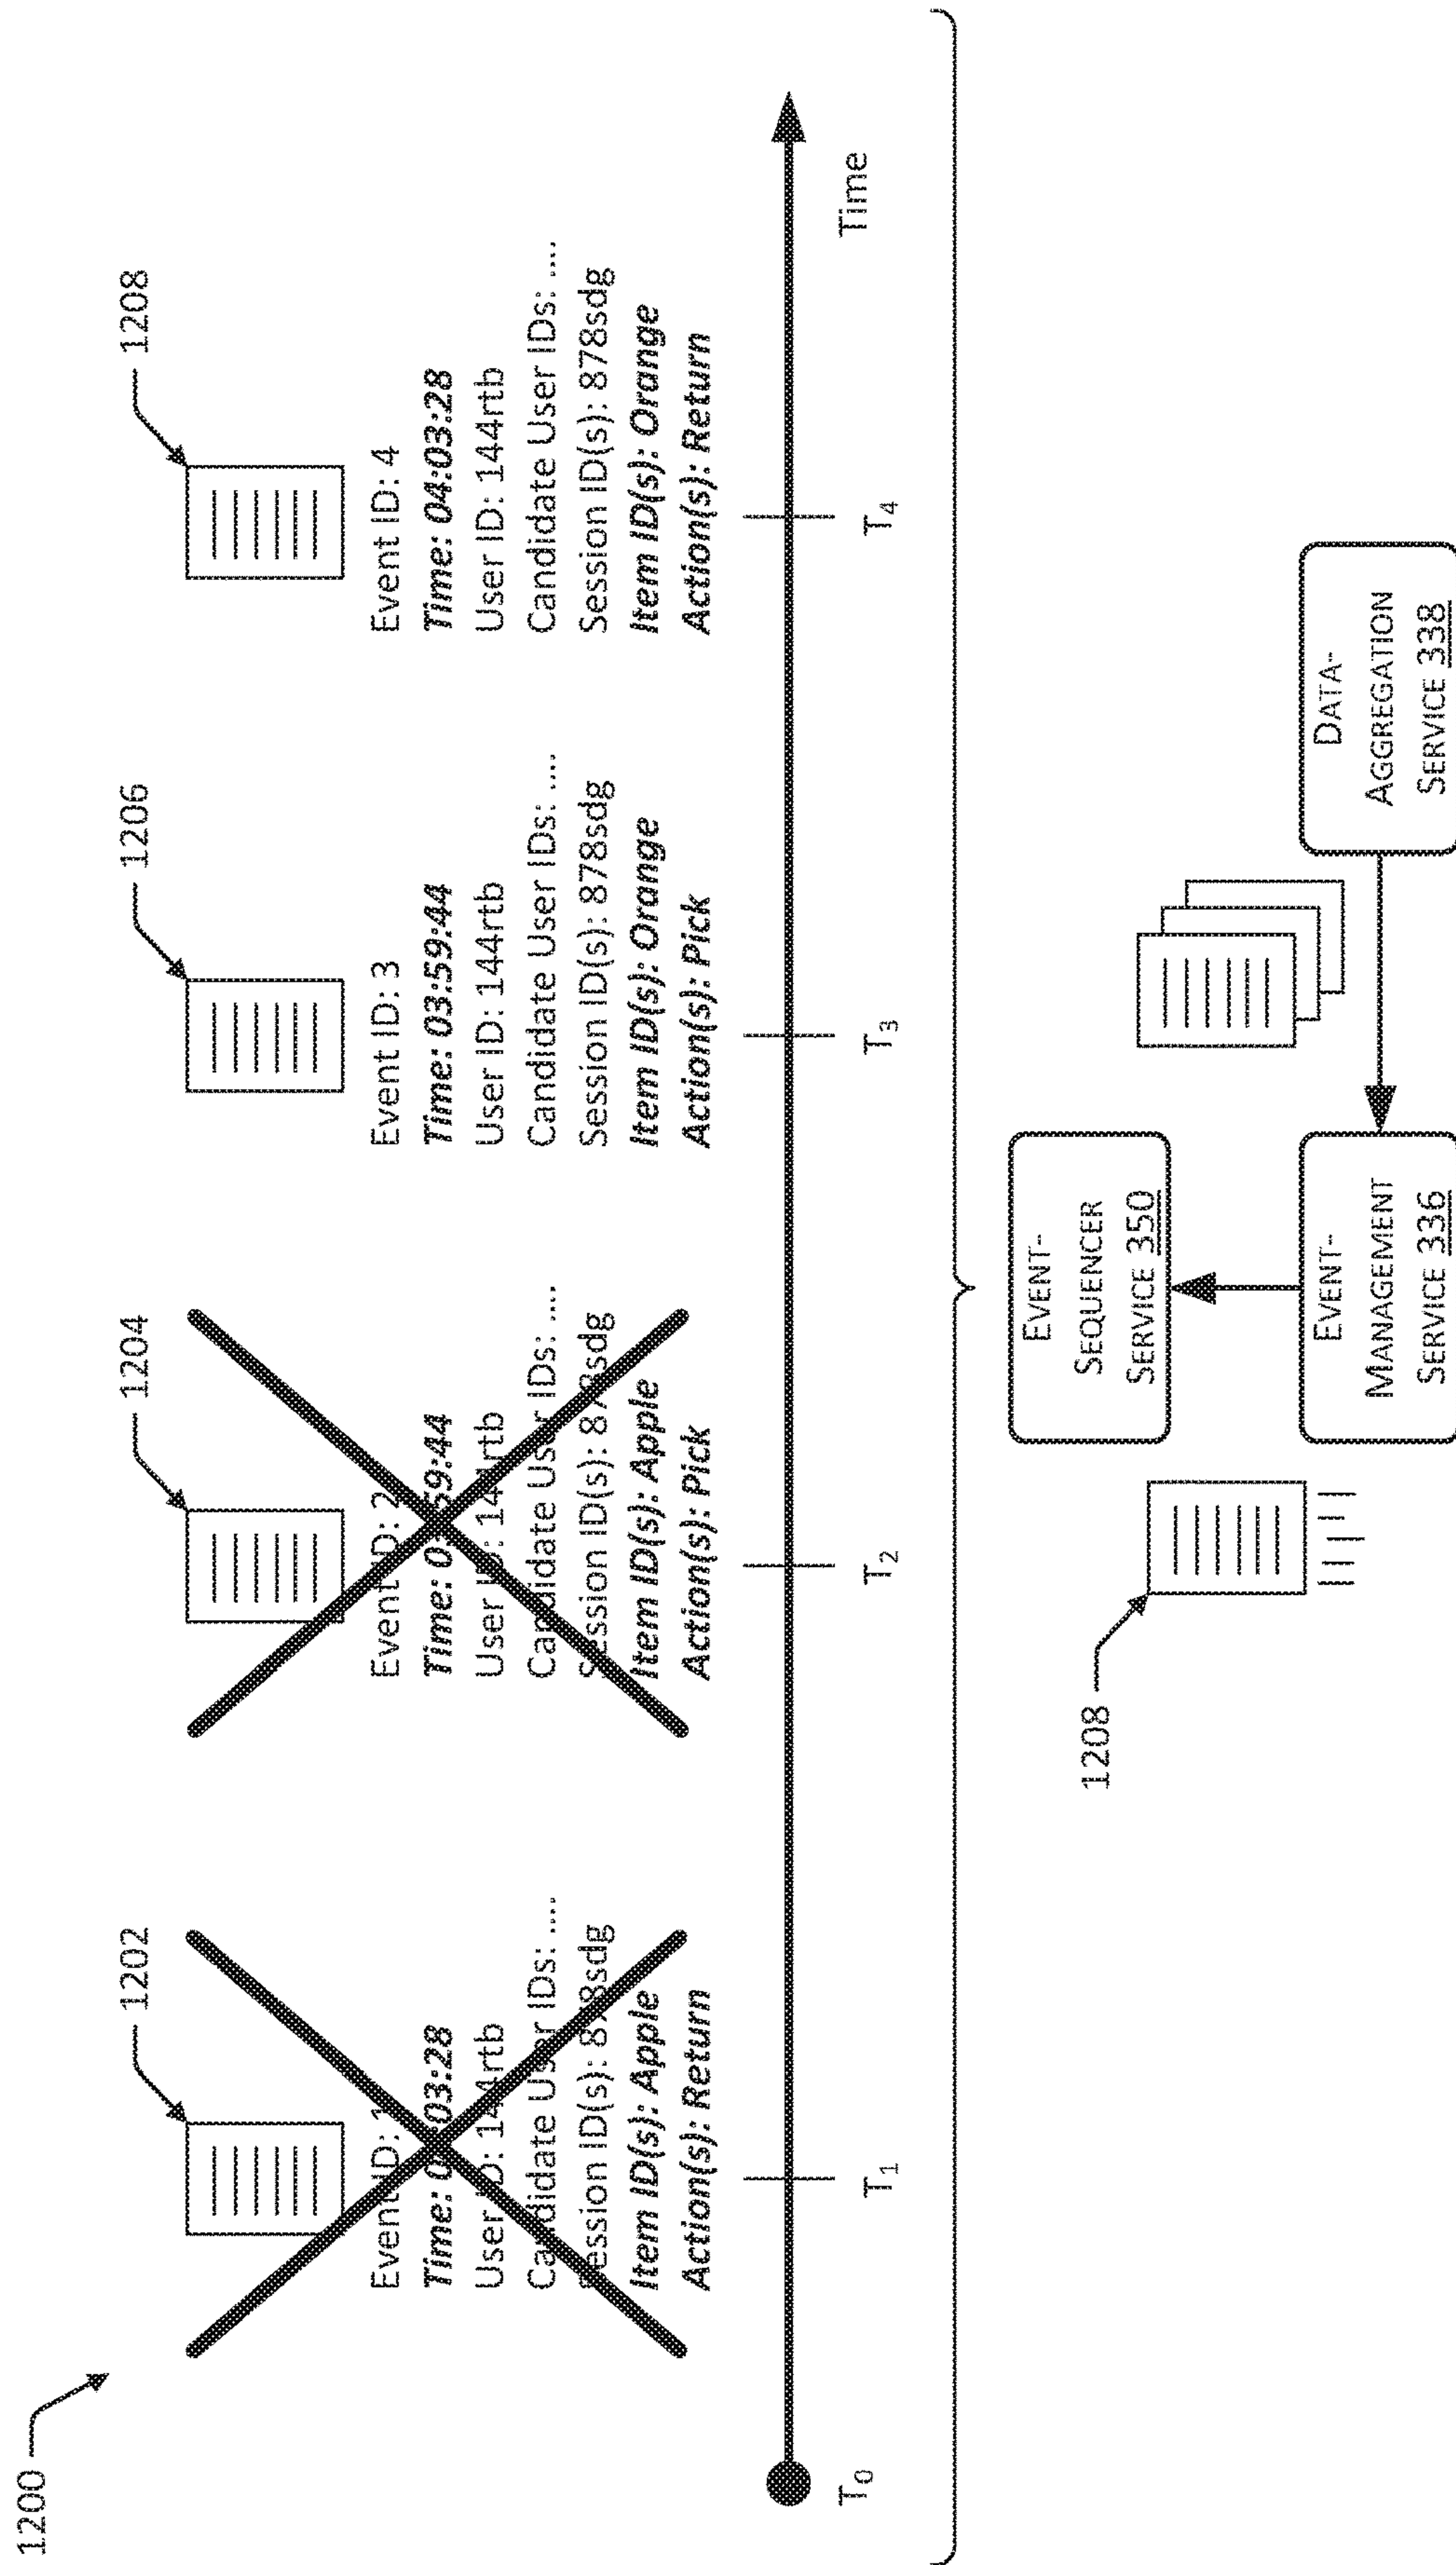 1200
1202
Event ID: 1
Time: 04:03:28
User ID: 144rtb
Candidate User IDs: ....
Session ID(s): 878sdg
Item ID(s): Apple
Action(s): Return
1204
Event ID: 2
Time: 03:59:44
User ID: 144rtb
Candidate User IDs: ....
Session ID(s): 878sdg
Item ID(s): Apple
Action(s): Pick
1206
Event ID: 3
Time: 03:59:44
User ID: 144rtb
Candidate User IDs: ....
Session ID(s): 878sdg
Item ID(s): Orange
Action(s): Pick
1208
Event ID: 4
Time: 04:03:28
User ID: 144rtb
Candidate User IDs: ....
Session ID(s): 878sdg
Item ID(s): Orange
Action(s): Return
T0
T1
T2
T3
T4
Time
1208
EVENT-
SEQUENCER
SERVICE 350
EVENT-
MANAGEMENT
SERVICE 336
DATA-
AGGREGATION
SERVICE 338